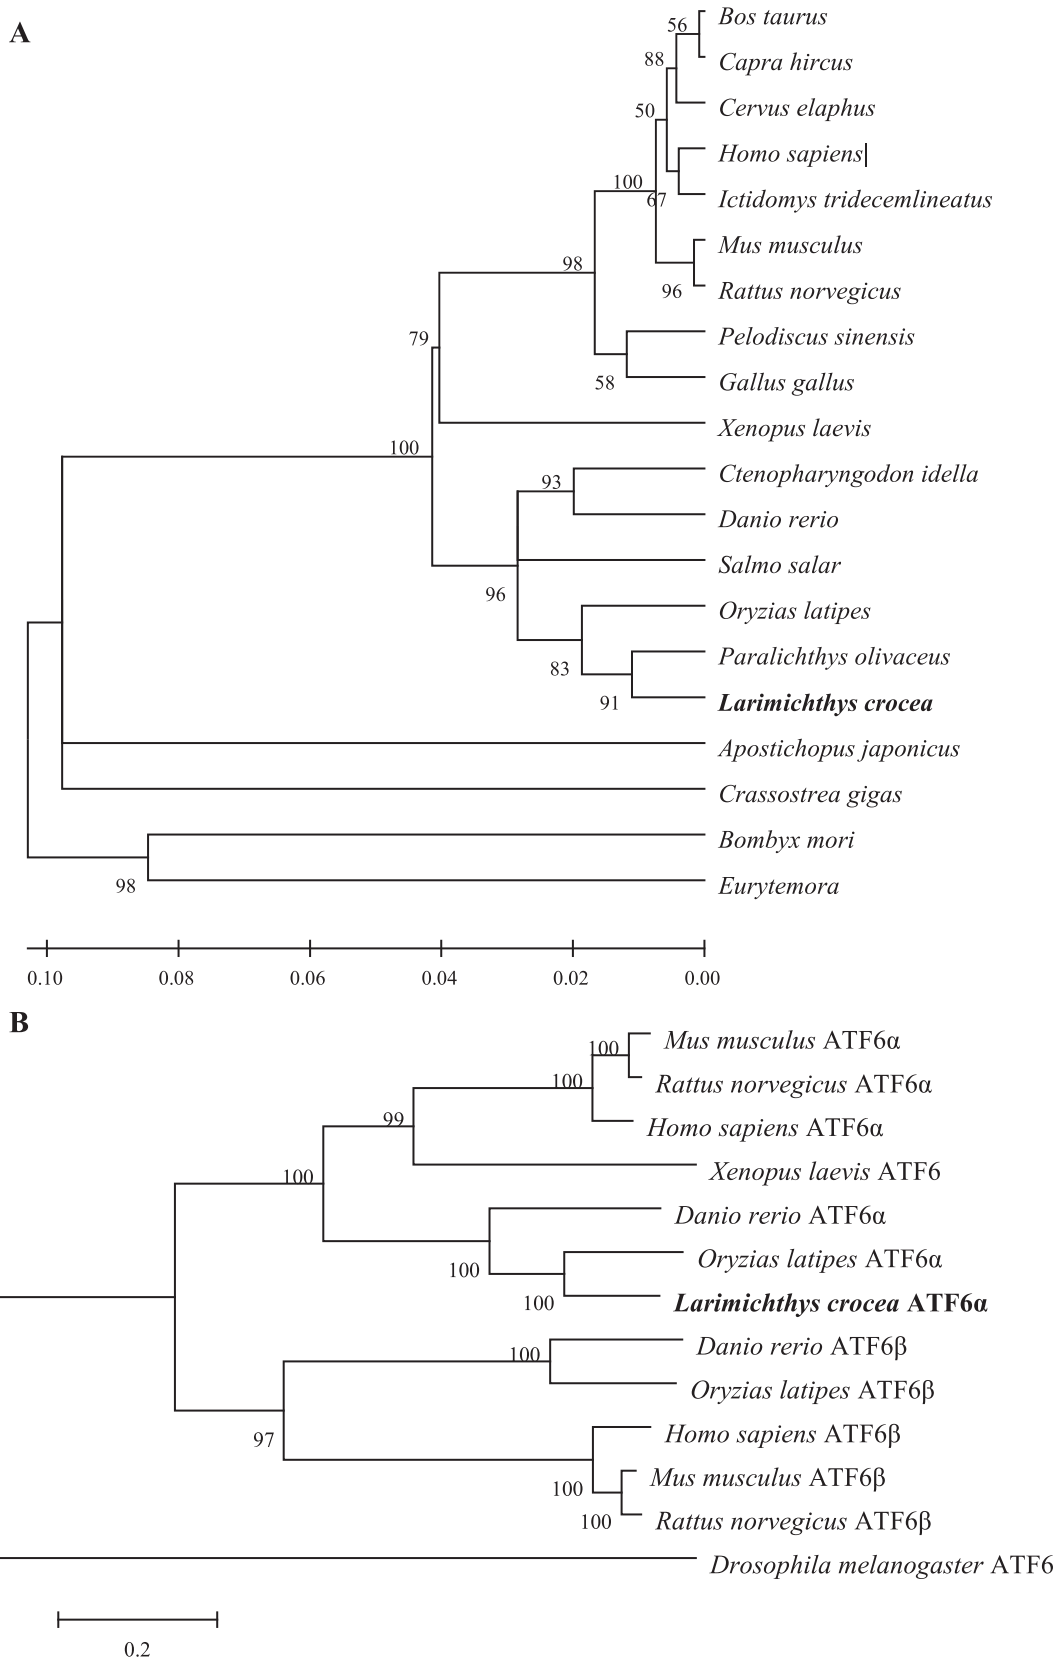 A
56
Bos taurus
88
Capra hircus
50
Cervus elaphus
Homo sapiens|
100
67
Ictidomys tridecemlineatus
Mus musculus
98
96
Rattus norvegicus
79
Pelodiscus sinensis
58
Gallus gallus
Xenopus laevis
100
93
Ctenopharyngodon idella
Danio rerio
Salmo salar
96
Oryzias latipes
83
Paralichthys olivaceus
91
Larimichthys crocea
Apostichopus japonicus
Crassostrea gigas
Bombyx mori
98
Eurytemora
0.10 0.08 0.06 0.04 0.02 0.00
B
100
Mus musculus ATF6α
100
Rattus norvegicus ATF6α
99
Homo sapiens ATF6α
100
Xenopus laevis ATF6
Danio rerio ATF6α
100
Oryzias latipes ATF6α
100
Larimichthys crocea ATF6α
100
Danio rerio ATF6β
Oryzias latipes ATF6β
97
Homo sapiens ATF6β
100
Mus musculus ATF6β
100
Rattus norvegicus ATF6β
Drosophila melanogaster ATF6
0.2